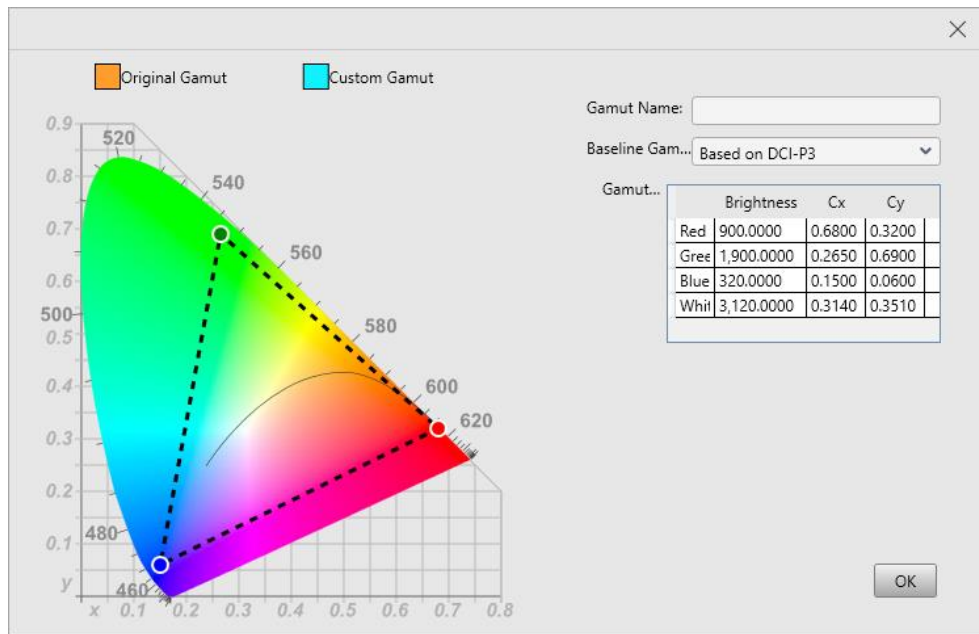 Original Gamut
Custom Gamut
Gamut Name:
Baseline Gam... Based on DCI-P3
Gamut...
Brightness Cx Cy
Red 900.0000 0.6800 0.3200
Gree 1,900.0000 0.2650 0.6900
Blue 320.0000 0.1500 0.0600
Whit 3,120.0000 0.3140 0.3510
0.9
520
0.8
540
0.7
560
0.6
500
0.5
580
0.4
600
0.3
620
0.2
480
0.1
460
y
x 0.1 0.2 0.3 0.4 0.5 0.6 0.7 0.8
OK